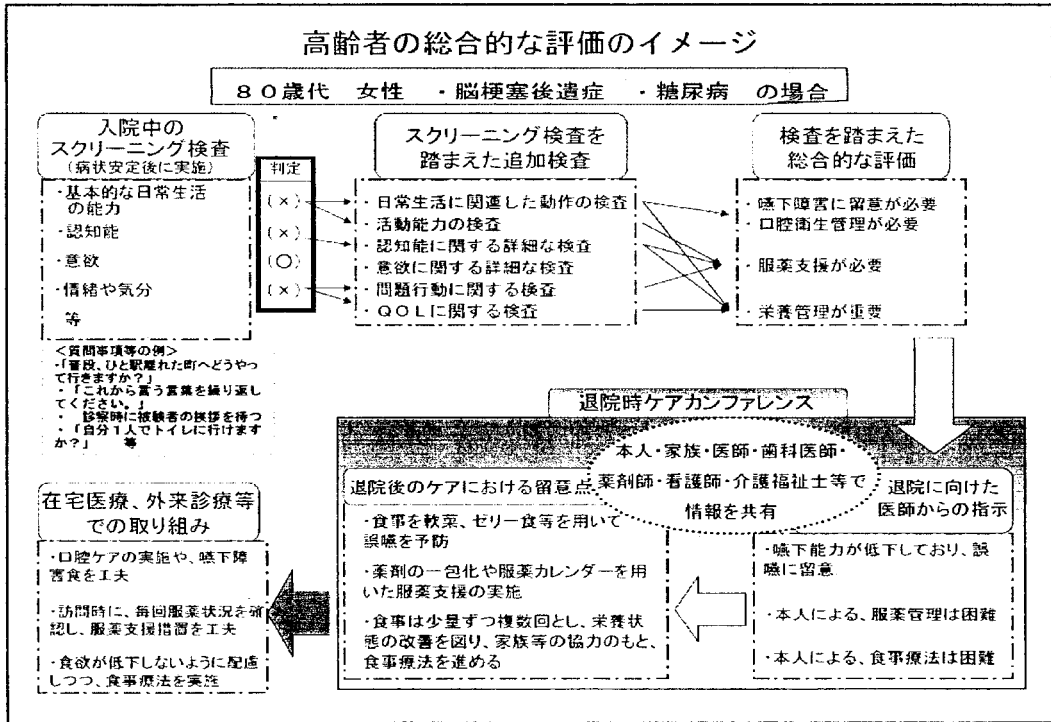 高齢者の総合的な評価のイメージ
８０歳代　女性　・脳梗塞後遺症　・糖尿病　の場合
入院中の
スクリーニング検査
(病状安定後に実施)
・基本的な日常生活
の能力
・認知能
・意欲
・情緒や気分
等
判定
(×)
(×)
(○)
(×)
スクリーニング検査を
踏まえた追加検査
・日常生活に関連した動作の検査
・活動能力の検査
・認知能に関する詳細な検査
・意欲に関する詳細な検査
・問題行動に関する検査
・ＱＯＬに関する検査
検査を踏まえた
総合的な評価
・嚥下障害に留意が必要
・口腔衛生管理が必要
・服薬支援が必要
・栄養管理が重要
＜質問事項等の例＞
・「普段、ひと駅離れた町へどうやっ
て行きますか？」
・「これから言う言葉を繰り返し
てください。」
・　診察時に被験者の挨拶を待つ
・「自分１人でトイレに行けます
か？」　等
退院時ケアカンファレンス
本人・家族・医師・歯科医師・
薬剤師・看護師・介護福祉士等で
情報を共有
退院に向けた
医師からの指示
・嚥下能力が低下しており、誤
嚥に留意
・本人による、服薬管理は困難
・本人による、食事療法は困難
退院後のケアにおける留意点
・食事を軟菜、ゼリー食等を用いて
誤嚥を予防
・薬剤の一包化や服薬カレンダーを用
いた服薬支援の実施
・食事は少量ずつ複数回とし、栄養状
態の改善を図り、家族等の協力のもと、
食事療法を進める
在宅医療、外来診療等
での取り組み
・口腔ケアの実施や、嚥下障
害食を工夫
・訪問時に、毎回服薬状況を確
認し、服薬支援措置を工夫
・食欲が低下しないように配慮
しつつ、食事療法を実施